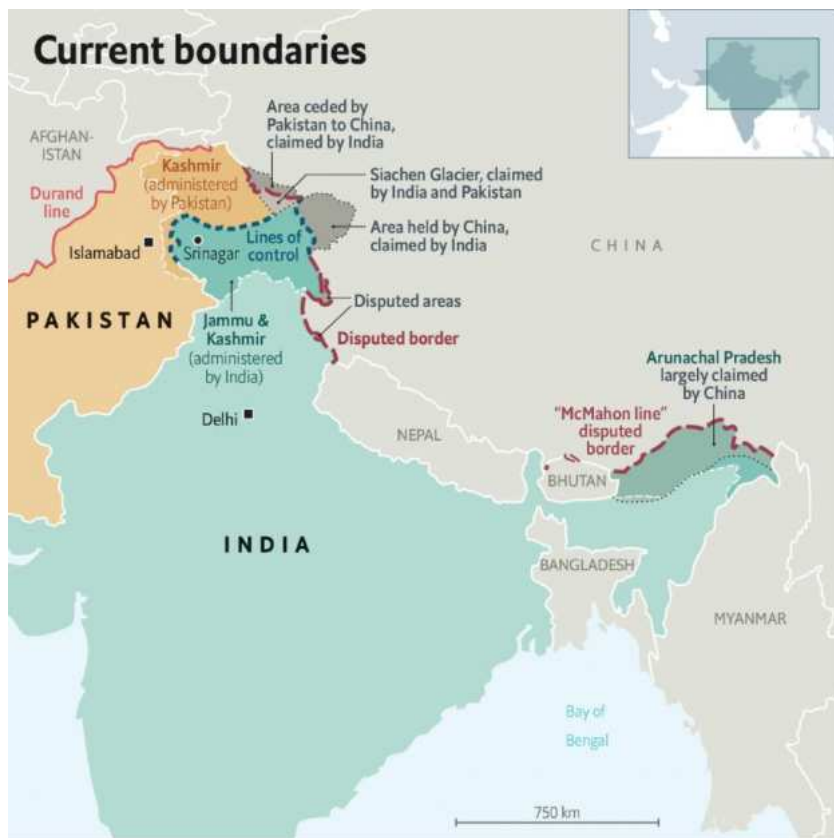 Current boundaries
Area ceded by
Pakistan to China,
claimed by India
AFGHAN-
ISTAN
Kashmir
(administered
by Pakistan)
Siachen Glacier, claimed
by India and Pakistan
Durand
line
Area held by China,
claimed by India
Islamabad
Srinagar
Lines of
control
CHINA
PAKISTAN
Jammu &
Kashmir
(administered
by India)
Disputed areas
Disputed border
Arunachal Pradesh
largely claimed
by China
Delhi
NEPAL
"McMahon line"
disputed
border
BHUTAN
INDIA
BANGLADESH
MYANMAR
Bay of
Bengal
750 km